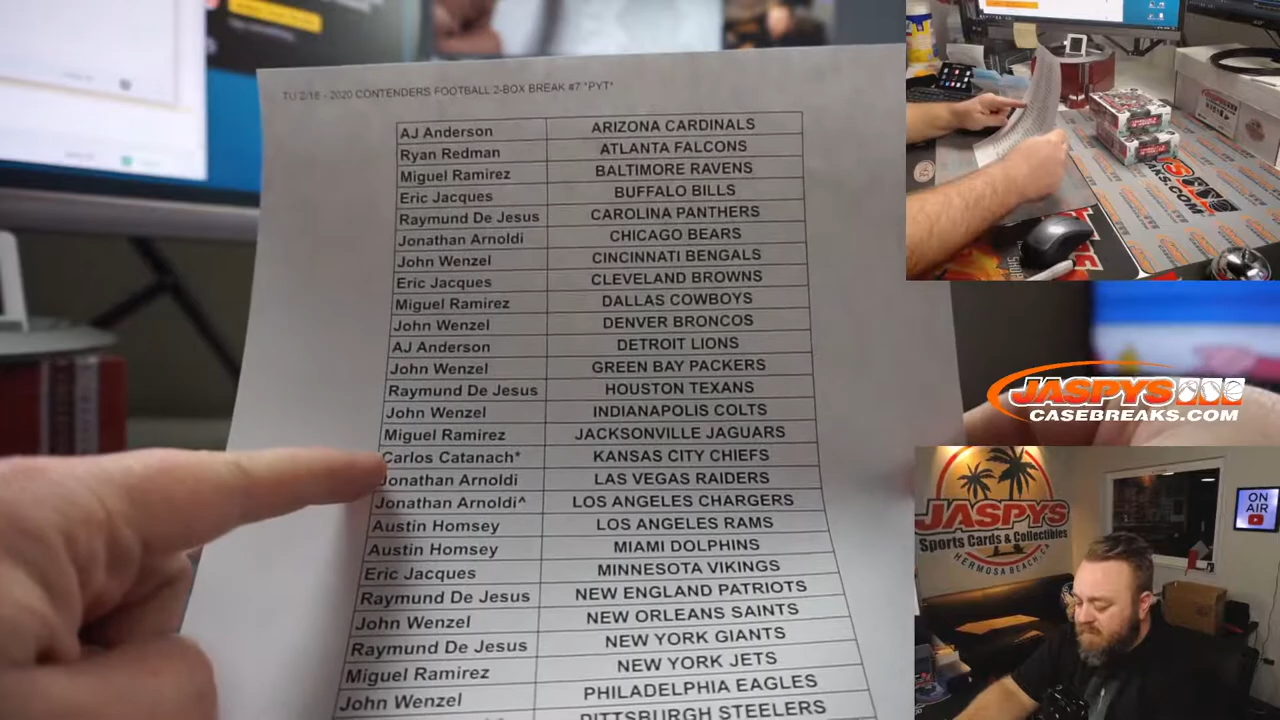 TU 2/16 - 2020 CONTENDERS FOOTBALL 2-BOX BREAK #7 *PYT*
AJ Anderson ARIZONA CARDINALS
Ryan Redman ATLANTA FALCONS
Miguel Ramirez BALTIMORE RAVENS
Eric Jacques BUFFALO BILLS
Raymund De Jesus CAROLINA PANTHERS
Jonathan Arnoldi CHICAGO BEARS
John Wenzel CINCINNATI BENGALS
Eric Jacques CLEVELAND BROWNS
Miguel Ramirez DALLAS COWBOYS
John Wenzel DENVER BRONCOS
AJ Anderson DETROIT LIONS
John Wenzel GREEN BAY PACKERS
Raymund De Jesus HOUSTON TEXANS
John Wenzel INDIANAPOLIS COLTS
Miguel Ramirez JACKSONVILLE JAGUARS
Carlos Catanach* KANSAS CITY CHIEFS
Jonathan Arnoldi LAS VEGAS RAIDERS
Jonathan Arnoldi^ LOS ANGELES CHARGERS
Austin Homsey LOS ANGELES RAMS
Austin Homsey MIAMI DOLPHINS
Eric Jacques MINNESOTA VIKINGS
Raymund De Jesus NEW ENGLAND PATRIOTS
John Wenzel NEW ORLEANS SAINTS
Raymund De Jesus NEW YORK GIANTS
Miguel Ramirez NEW YORK JETS
John Wenzel PHILADELPHIA EAGLES
PITTSBURGH STEELERS
JASPYS
CASEBREAKS.COM
JASPYS
Sports Cards & Collectibles
HERMOSA BEACH, CA
ON
AIR